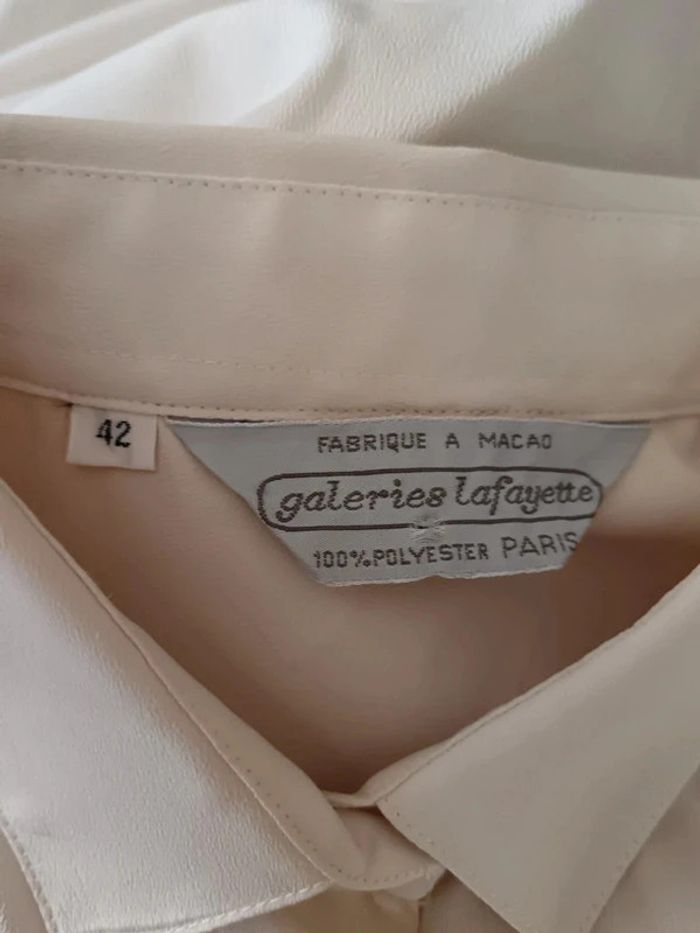 42
FABRIQUE A MACAO
galeries lafayette
100%.POLYESTER PARIS